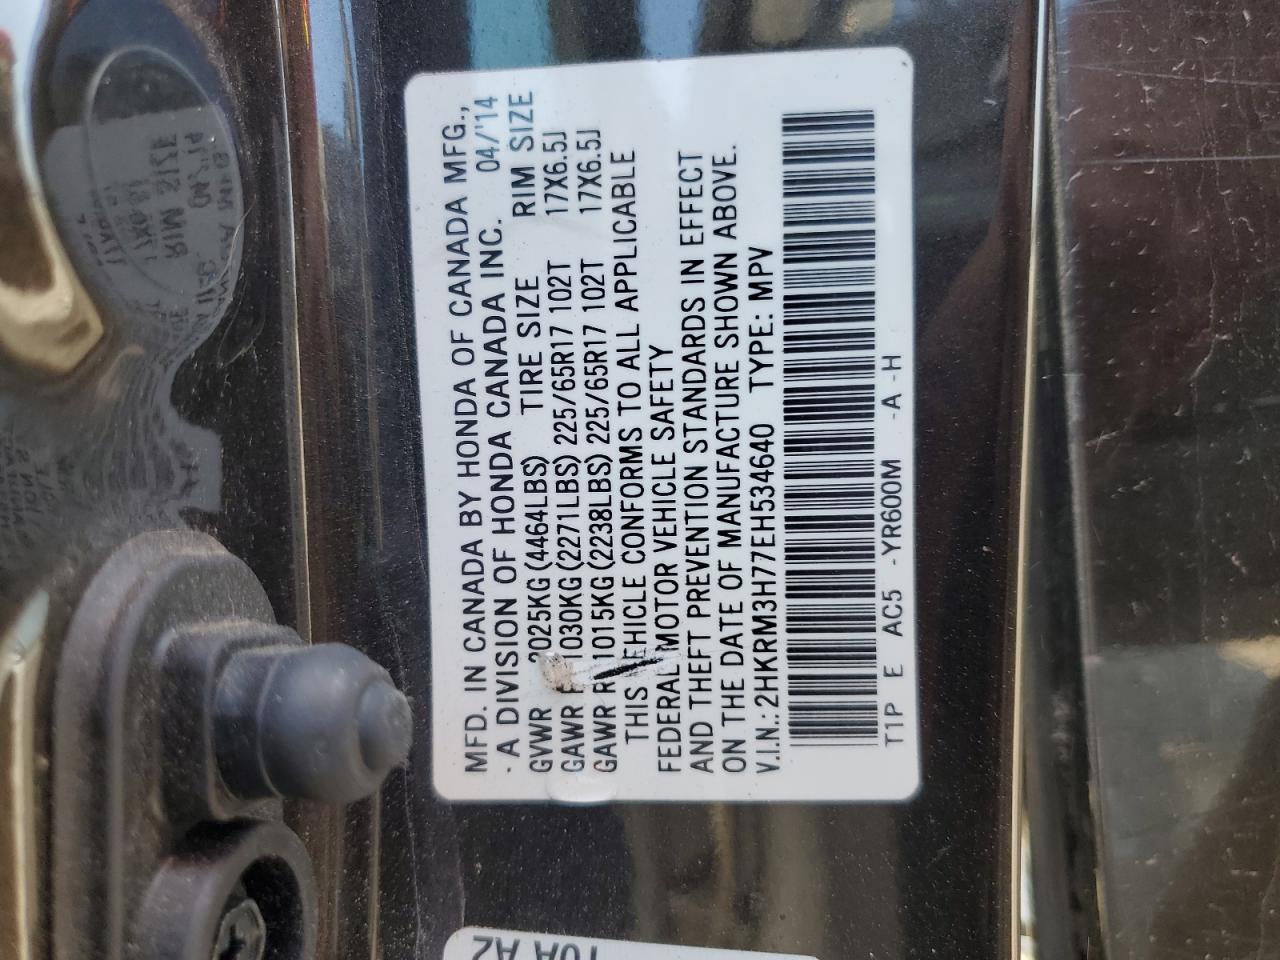 MFD. IN CANADA BY HONDA OF CANADA MFG.,
- A DIVISION OF HONDA CANADA INC. 04/'14
GVWR 2025KG (4464LBS) TIRE SIZE RIM SIZE
GAWR F 1030KG (2271LBS) 225/65R17 102T 17X6.5J
GAWR R 1015KG (2238LBS) 225/65R17 102T 17X6.5J
THIS VEHICLE CONFORMS TO ALL APPLICABLE
FEDERAL MOTOR VEHICLE SAFETY
AND THEFT PREVENTION STANDARDS IN EFFECT
ON THE DATE OF MANUFACTURE SHOWN ABOVE.
V.I.N.: 2HKRM3H77EH534640 TYPE: MPV
T1P E AC5 -YR600M -A -H
A2